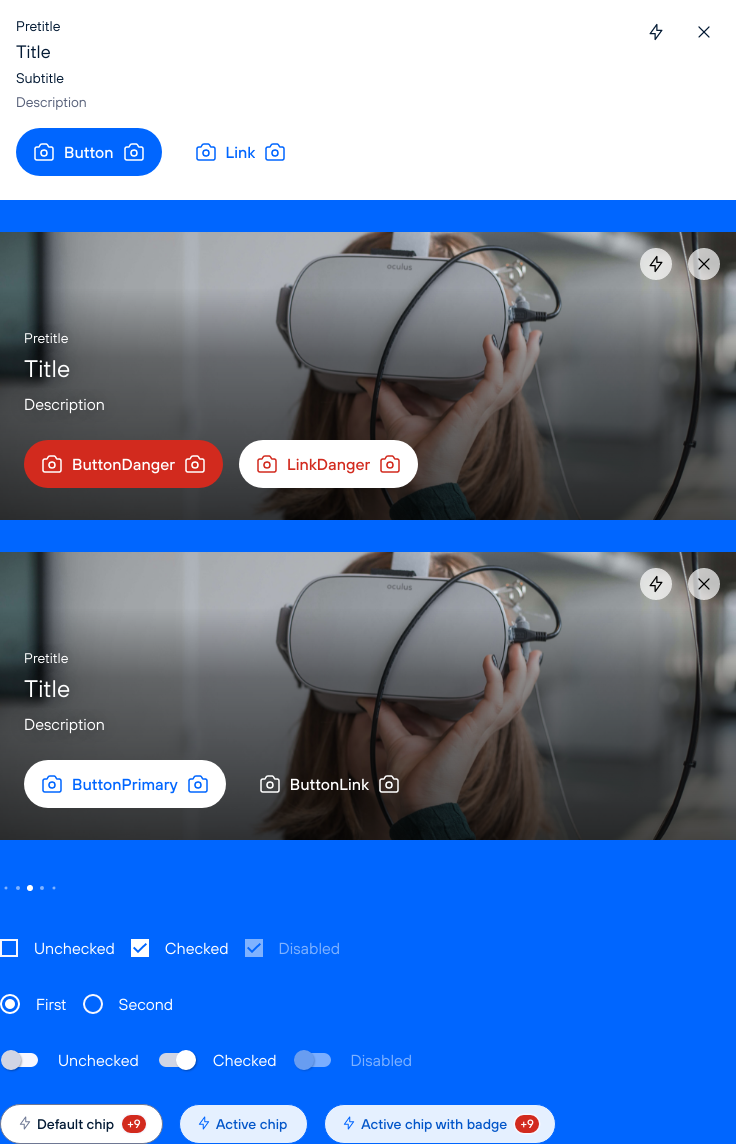 Pretitle
Title
Subtitle
Description
Button Link
oculus
Pretitle
Title
Description
ButtonDanger LinkDanger
oculus
Pretitle
Title
Description
ButtonPrimary ButtonLink
Unchecked Checked Disabled
First Second
Unchecked Checked Disabled
Default chip +9 Active chip Active chip with badge +9